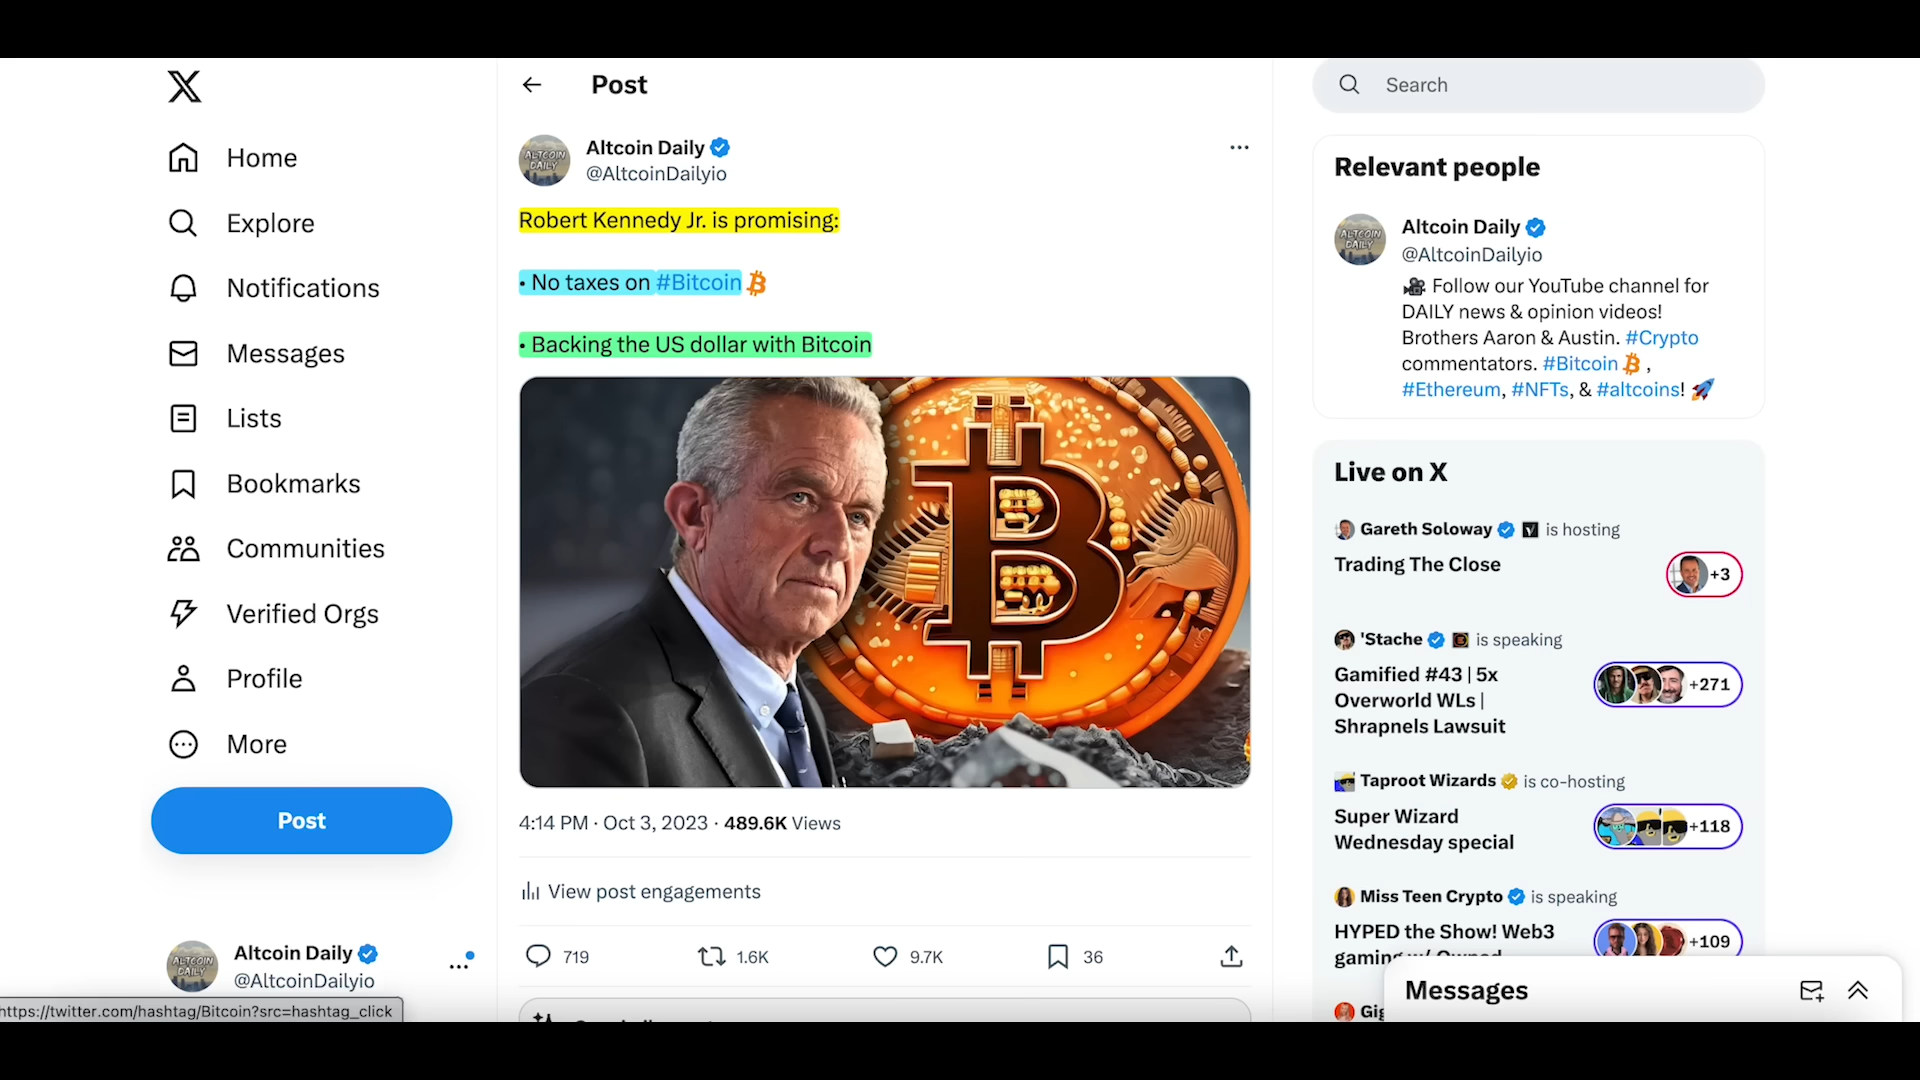 X
Home
Explore
Notifications
Messages
Lists
Bookmarks
Communities
Verified Orgs
Profile
More
Post
Altcoin Daily
@AltcoinDailyio
https://twitter.com/hashtag/Bitcoin?src=hashtag_click
Post
ALTCOIN DAILY
Altcoin Daily
@AltcoinDailyio
Robert Kennedy Jr. is promising:
• No taxes on #Bitcoin
• Backing the US dollar with Bitcoin
4:14 PM · Oct 3, 2023 · 489.6K Views
View post engagements
719 1.6K 9.7K 36
Search
Relevant people
Altcoin Daily
@AltcoinDailyio
🎥 Follow our YouTube channel for
DAILY news & opinion videos!
Brothers Aaron & Austin. #Crypto
commentators. #Bitcoin ,
#Ethereum, #NFTs, & #altcoins! 🚀
Live on X
Gareth Soloway is hosting
Trading The Close
+3
'Stache is speaking
Gamified #43 | 5x
Overworld WLs |
Shrapnels Lawsuit
+271
Taproot Wizards is co-hosting
Super Wizard
Wednesday special
+118
Miss Teen Crypto is speaking
HYPED the Show! Web3
gaming w/ Owned
+109
Gig
Messages